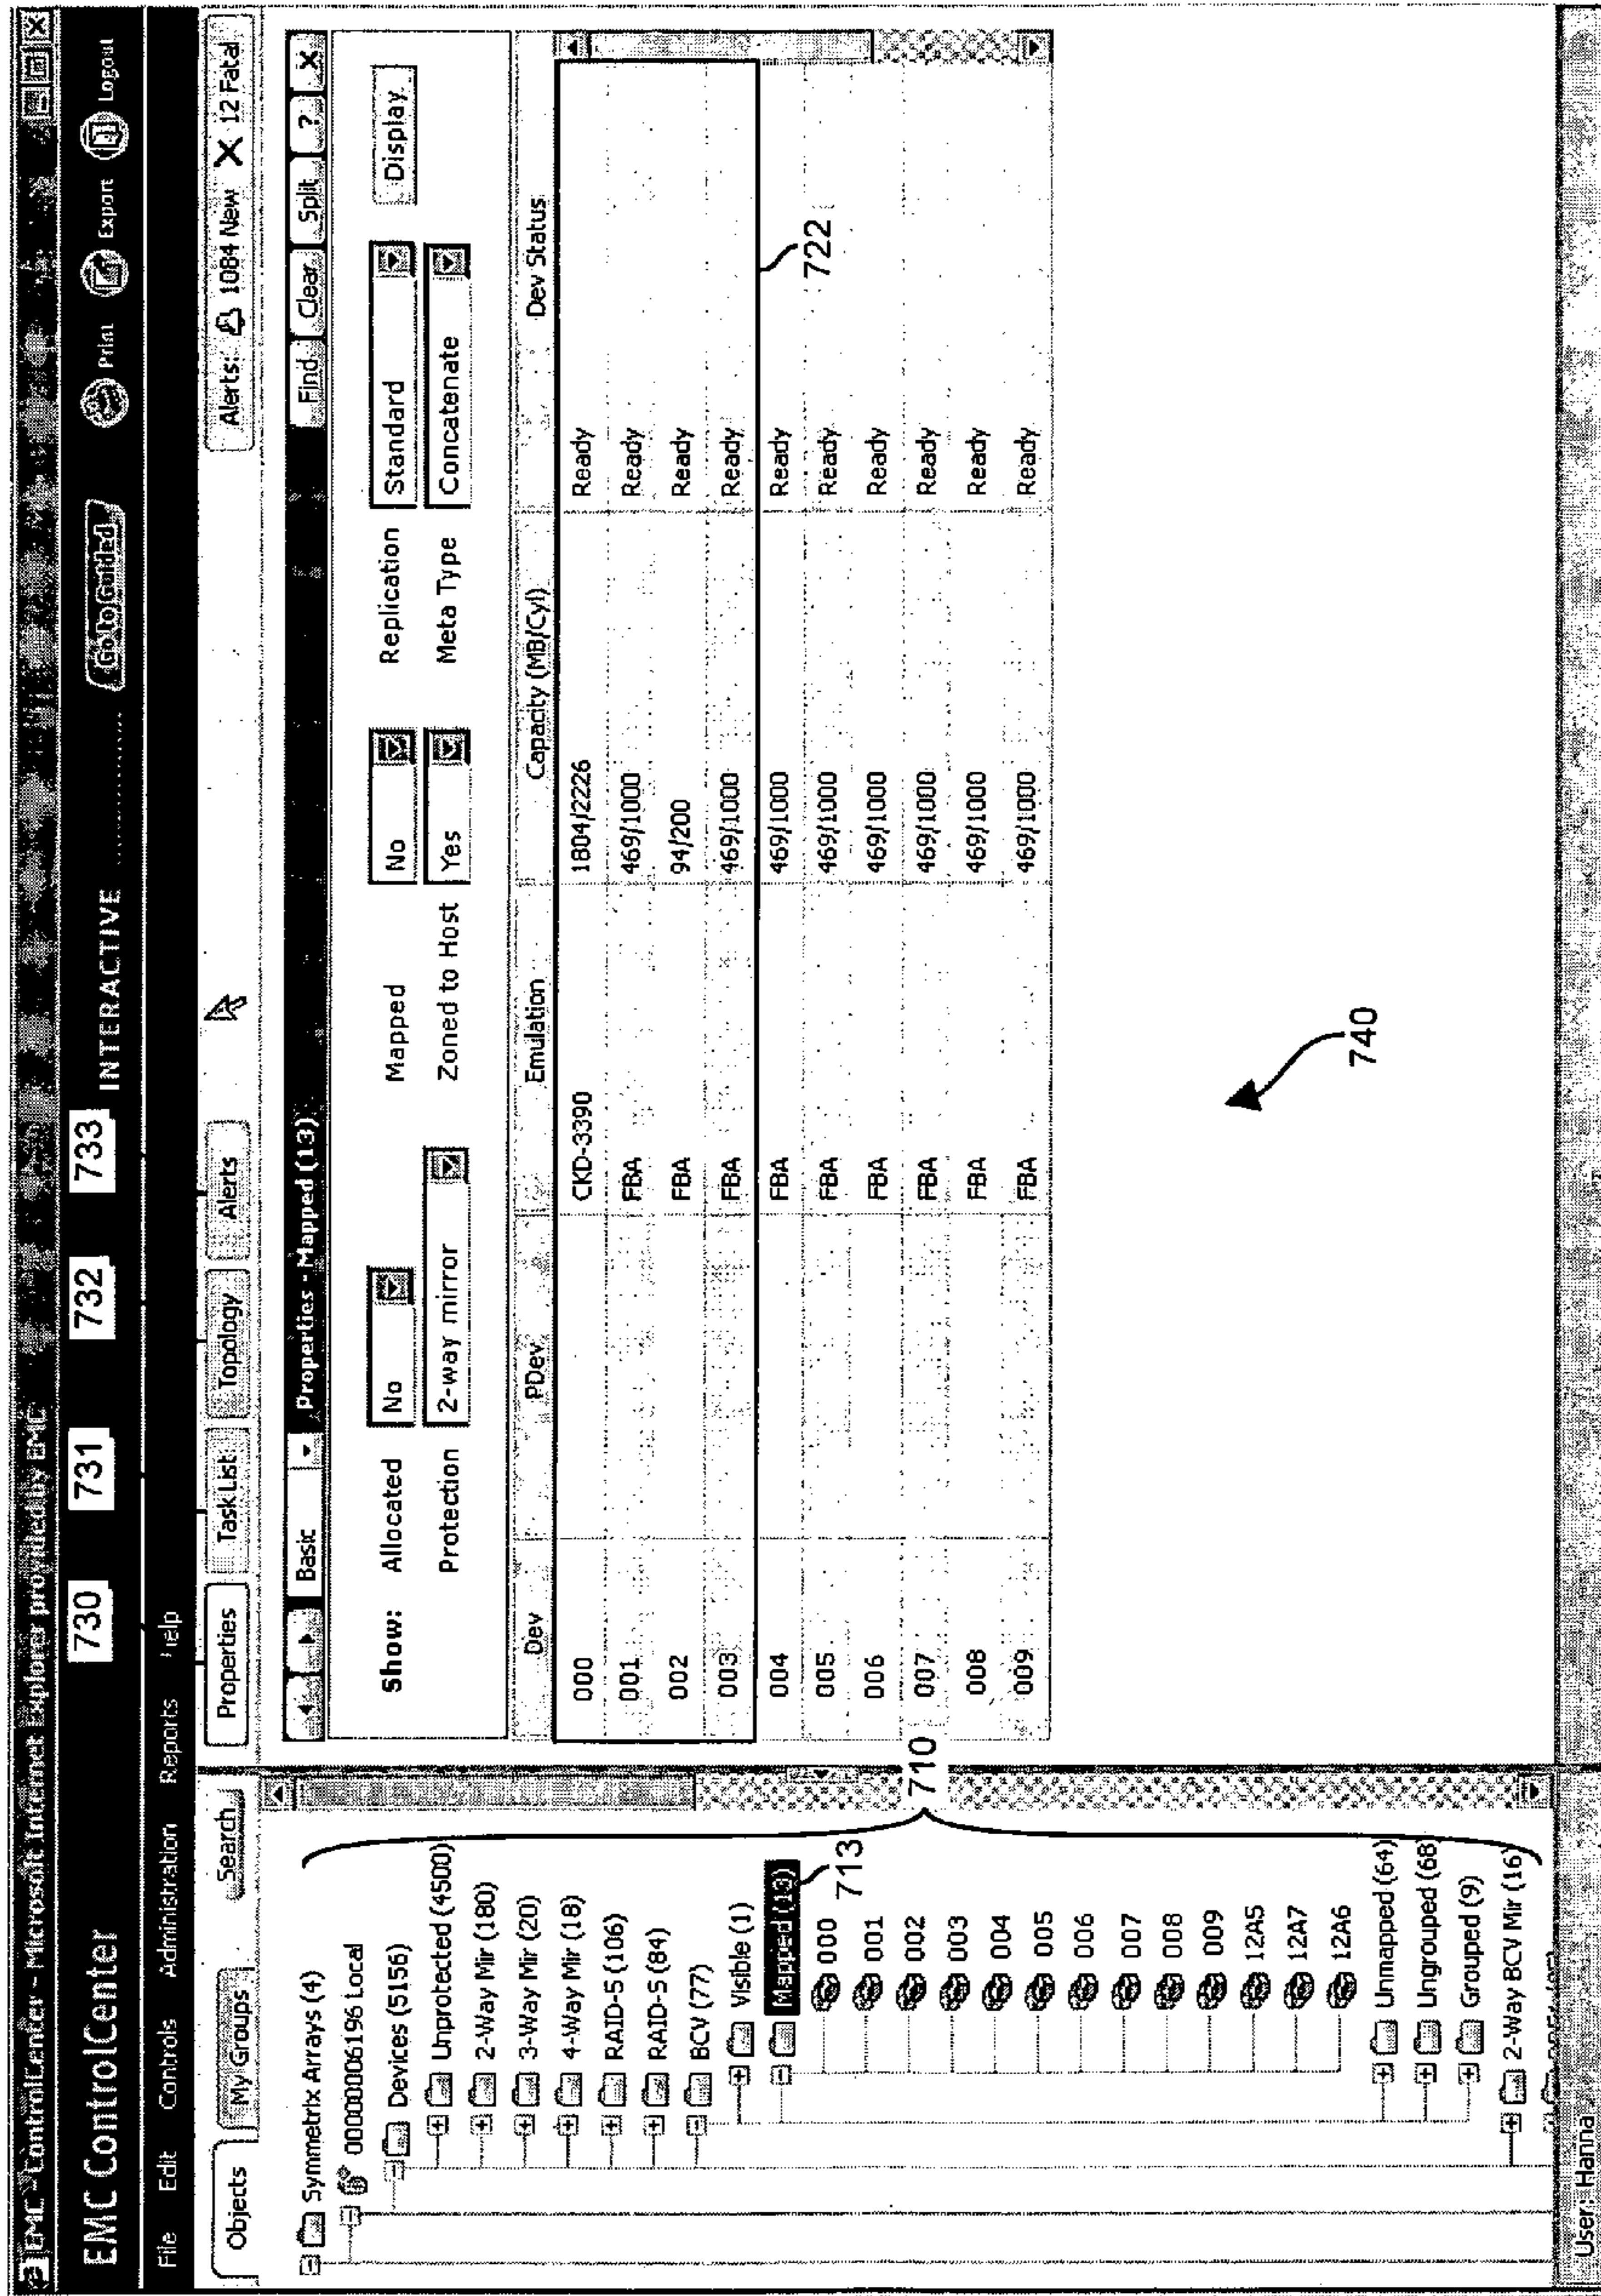 EMC ControlCenter - Microsoft Internet Explorer provided by EMC
EMC ControlCenter 730 731 732 733 INTERACTIVE Go To Guided Print Export Logout
File Edit Controls Administration Reports Help
Objects My Groups Search
Properties Task List Topology Alerts Alerts: 1084 New 12 Fatal
Symmetrix Arrays (4)
000000006196 Local
Devices (5156)
Unprotected (4500)
2-Way Mir (180)
3-Way Mir (20)
4-Way Mir (18)
RAID-5 (106)
RAID-S (84)
BCV (77)
Visible (1)
Mapped (13)
713
000
001
002
003
004
005
006
007
008
009
12A5
12A7
12A6
Unmapped (64)
Ungrouped (68)
Grouped (9)
2-Way BCV Mir (16)
710
Basic Properties - Mapped (13) Find Clear Split ? X
Show: Allocated No Mapped No Replication Standard Display
Protection 2-way mirror Zoned to Host Yes Meta Type Concatenate
Dev PDev Emulation Capacity (MB/Cyl) Dev Status
000 CKD-3390 1804/2226 Ready
001 FBA 469/1000 Ready
002 FBA 94/200 Ready
003 FBA 469/1000 Ready
004 FBA 469/1000 Ready
005 FBA 469/1000 Ready
006 FBA 469/1000 Ready
007 FBA 469/1000 Ready
008 FBA 469/1000 Ready
009 FBA 469/1000 Ready
722
740
User: Hanna